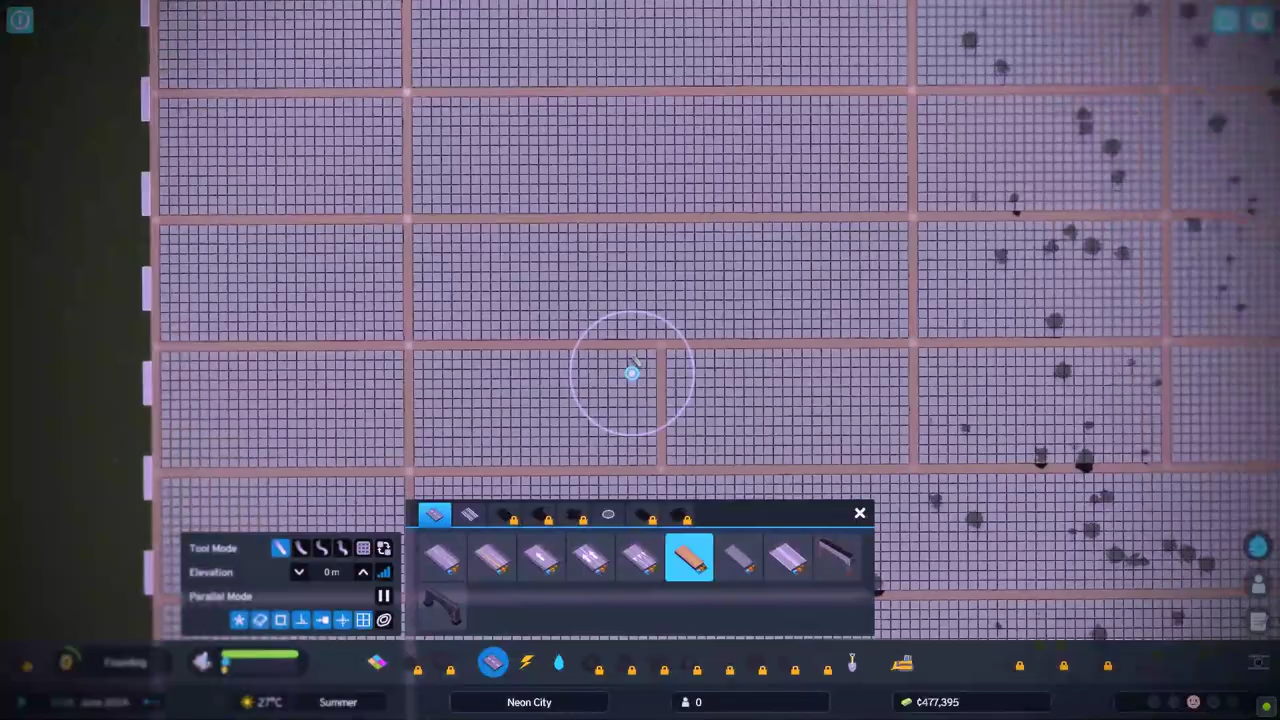 Tool Mode
Elevation
0 m
Parallel Mode
27°C
Summer
Neon City
0
₵477,395